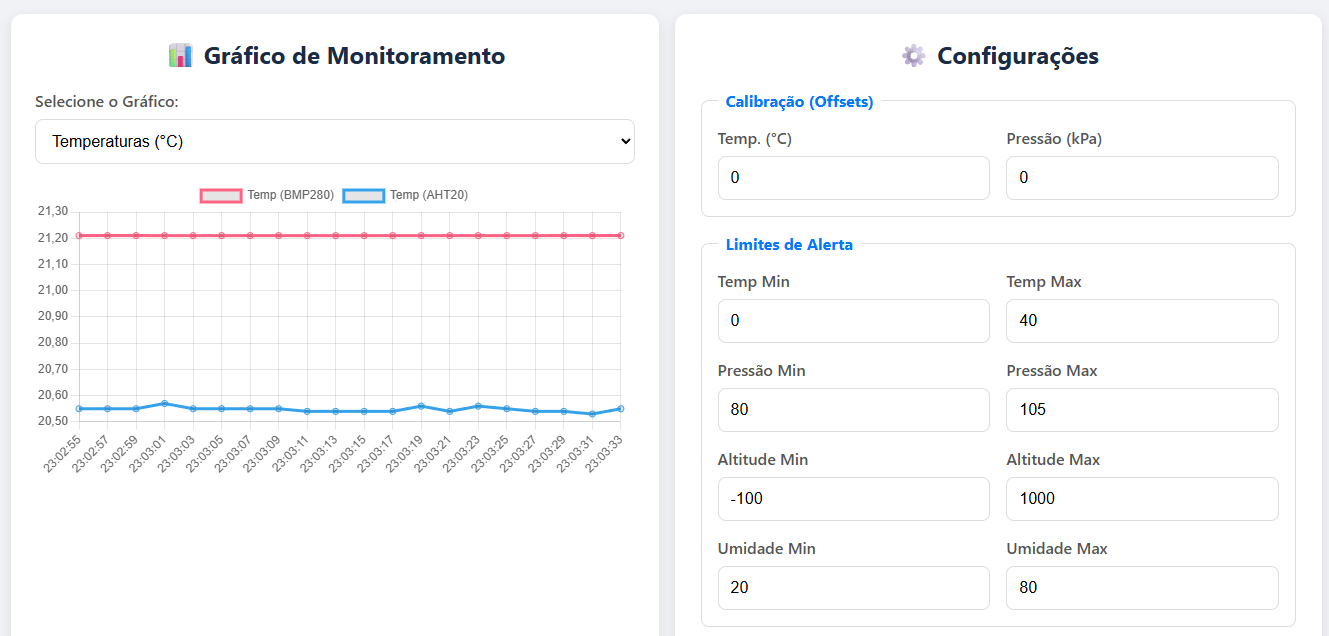 Gráfico de Monitoramento
Selecione o Gráfico:
Temperaturas (°C)
Temp (BMP280) Temp (AHT20)
21,30
21,20
21,10
21,00
20,90
20,80
20,70
20,60
20,50
23:02:55 23:02:57 23:02:59 23:03:01 23:03:03 23:03:05 23:03:07 23:03:09 23:03:11 23:03:13 23:03:15 23:03:17 23:03:19 23:03:21 23:03:23 23:03:25 23:03:27 23:03:29 23:03:31 23:03:33
Configurações
Calibração (Offsets)
Temp. (°C) Pressão (kPa)
0 0
Limites de Alerta
Temp Min Temp Max
0 40
Pressão Min Pressão Max
80 105
Altitude Min Altitude Max
-100 1000
Umidade Min Umidade Max
20 80